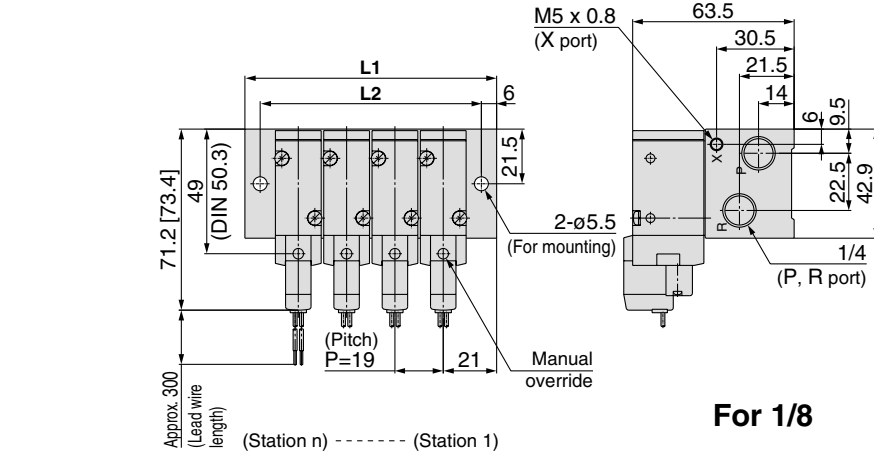 M5 x 0.8
(X port)
63.5
30.5
21.5
14
6
9.5
22.5
42.9
X
P
R
1/4
(P, R port)
L1
L2
6
21.5
71.2 [73.4]
49
(DIN 50.3)
2-ø5.5
(For mounting)
(Pitch)
P=19
21
Manual
override
Approx. 300
(Lead wire
length)
(Station n) ------- (Station 1)
For 1/8